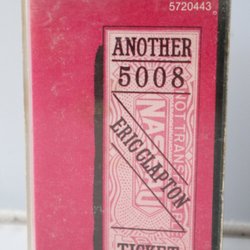 5720443
ANOTHER
5008
ERIC CLAPTON
TICKET